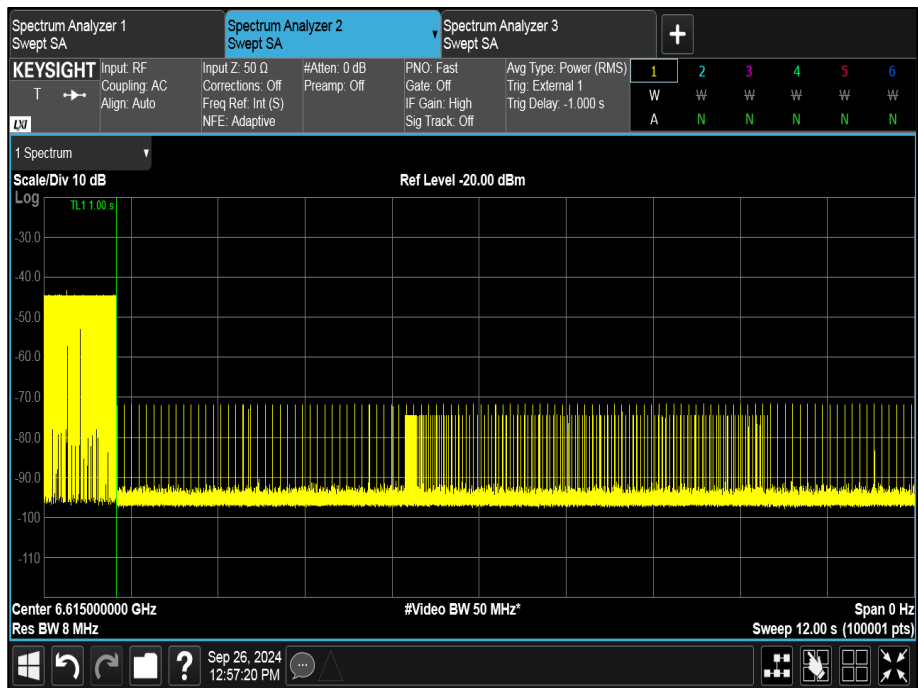 Spectrum Analyzer 1
Swept SA
Spectrum Analyzer 2
Swept SA
Spectrum Analyzer 3
Swept SA
+
KEYSIGHT
T
LXI
Input: RF
Coupling: AC
Align: Auto
Input Z: 50 Ω
Corrections: Off
Freq Ref: Int (S)
NFE: Adaptive
#Atten: 0 dB
Preamp: Off
PNO: Fast
Gate: Off
IF Gain: High
Sig Track: Off
Avg Type: Power (RMS)
Trig: External 1
Trig Delay: -1.000 s
1 2 3 4 5 6
W W W W W W
A N N N N N
1 Spectrum
Scale/Div 10 dB
Ref Level -20.00 dBm
Log
TL1 1.00 s
-30.0
-40.0
-50.0
-60.0
-70.0
-80.0
-90.0
-100
-110
Center 6.615000000 GHz
#Video BW 50 MHz*
Span 0 Hz
Res BW 8 MHz
Sweep 12.00 s (100001 pts)
?
Sep 26, 2024
12:57:20 PM